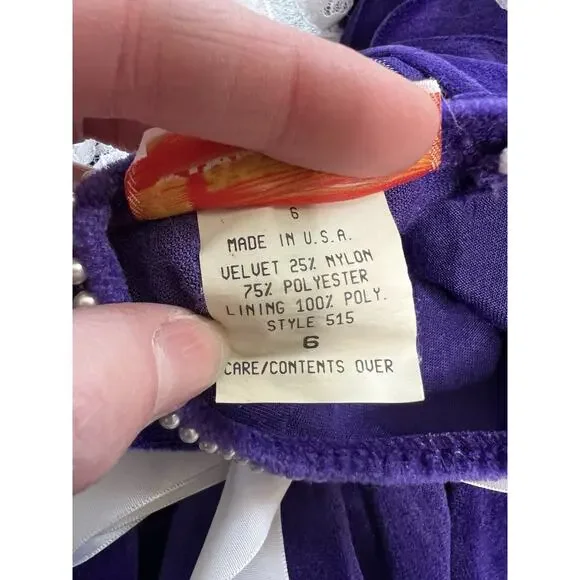 6
MADE IN U.S.A.
VELVET 25% NYLON
75% POLYESTER
LINING 100% POLY.
STYLE 515
6
CARE/CONTENTS OVER